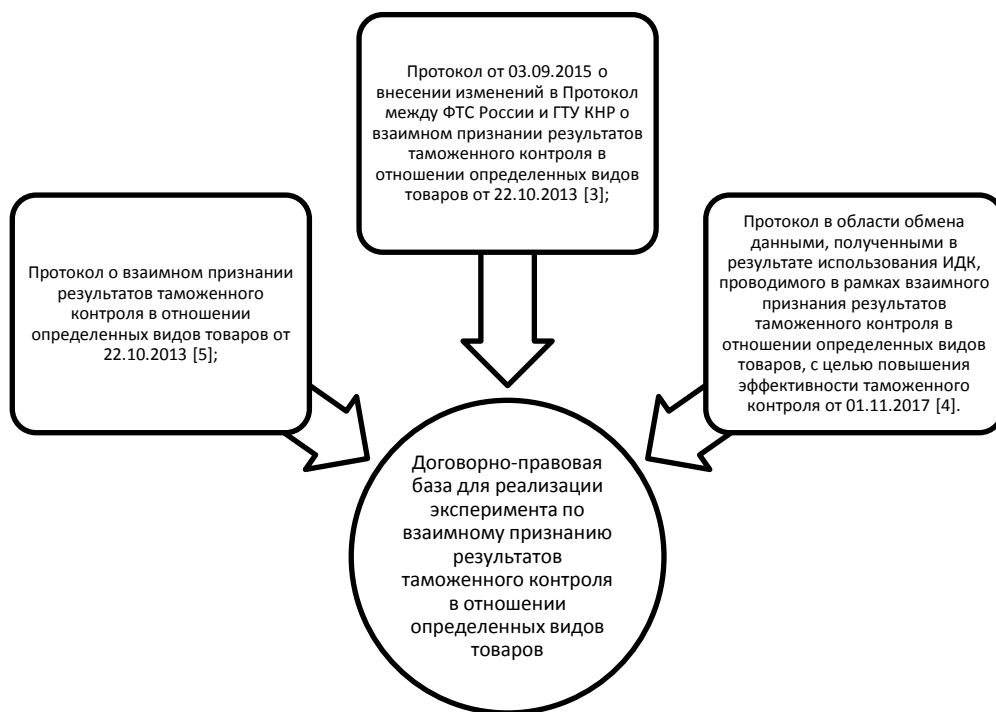 Протокол от 03.09.2015 о
внесении изменений в Протокол
между ФТС России и ГТУ КНР о
взаимном признании результатов
таможенного контроля в
отношении определенных видов
товаров от 22.10.2013 [3];
Протокол о взаимном признании
результатов таможенного
контроля в отношении
определенных видов товаров от
22.10.2013 [5];
Протокол в области обмена
данными, полученными в
результате использования ИДК,
проводимого в рамках взаимного
признания результатов
таможенного контроля в
отношении определенных видов
товаров, с целью повышения
эффективности таможенного
контроля от 01.11.2017 [4].
Договорно-правовая
база для реализации
эксперимента по
взаимному признанию
результатов
таможенного контроля
в отношении
определенных видов
товаров